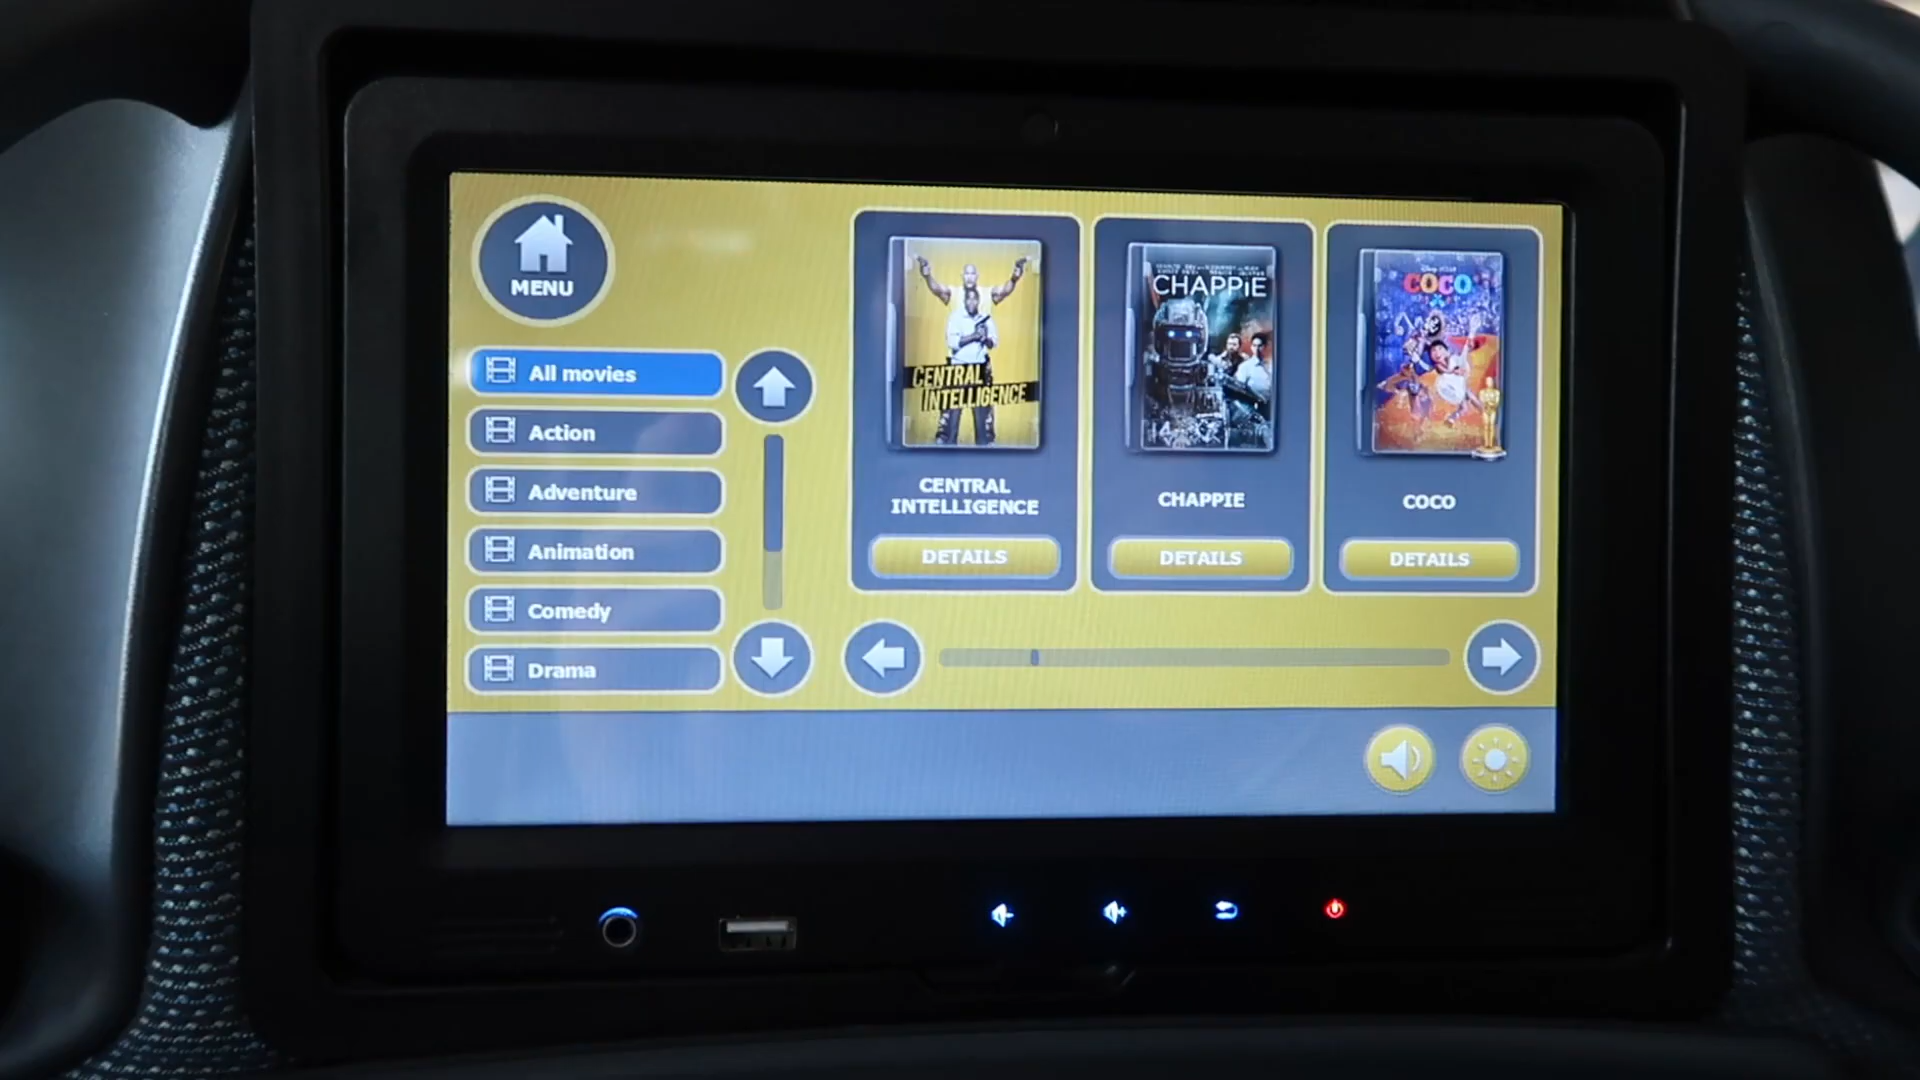 MENU
All movies
Action
Adventure
Animation
Comedy
Drama
CENTRAL
INTELLIGENCE
CENTRAL
INTELLIGENCE
DETAILS
CHAPPiE
CHAPPIE
DETAILS
COCO
COCO
DETAILS